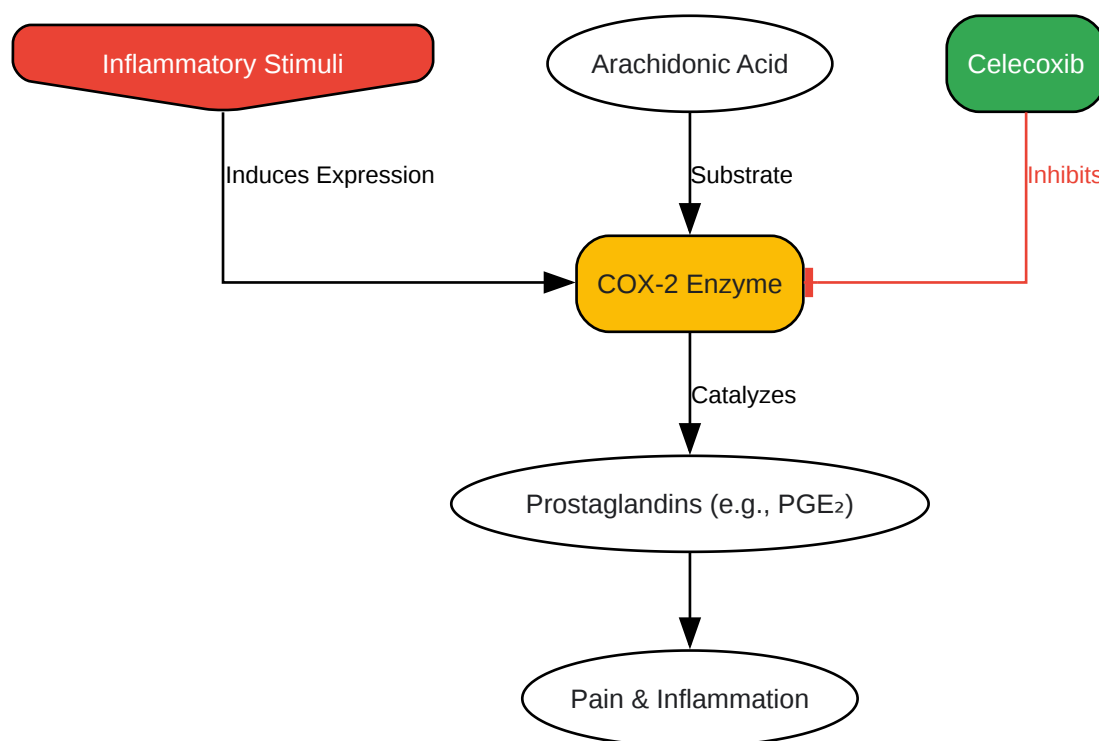 Inflammatory Stimuli
Arachidonic Acid
Celecoxib
Induces Expression
Substrate
Inhibits
COX-2 Enzyme
Catalyzes
Prostaglandins (e.g., PGE₂)
Pain & Inflammation